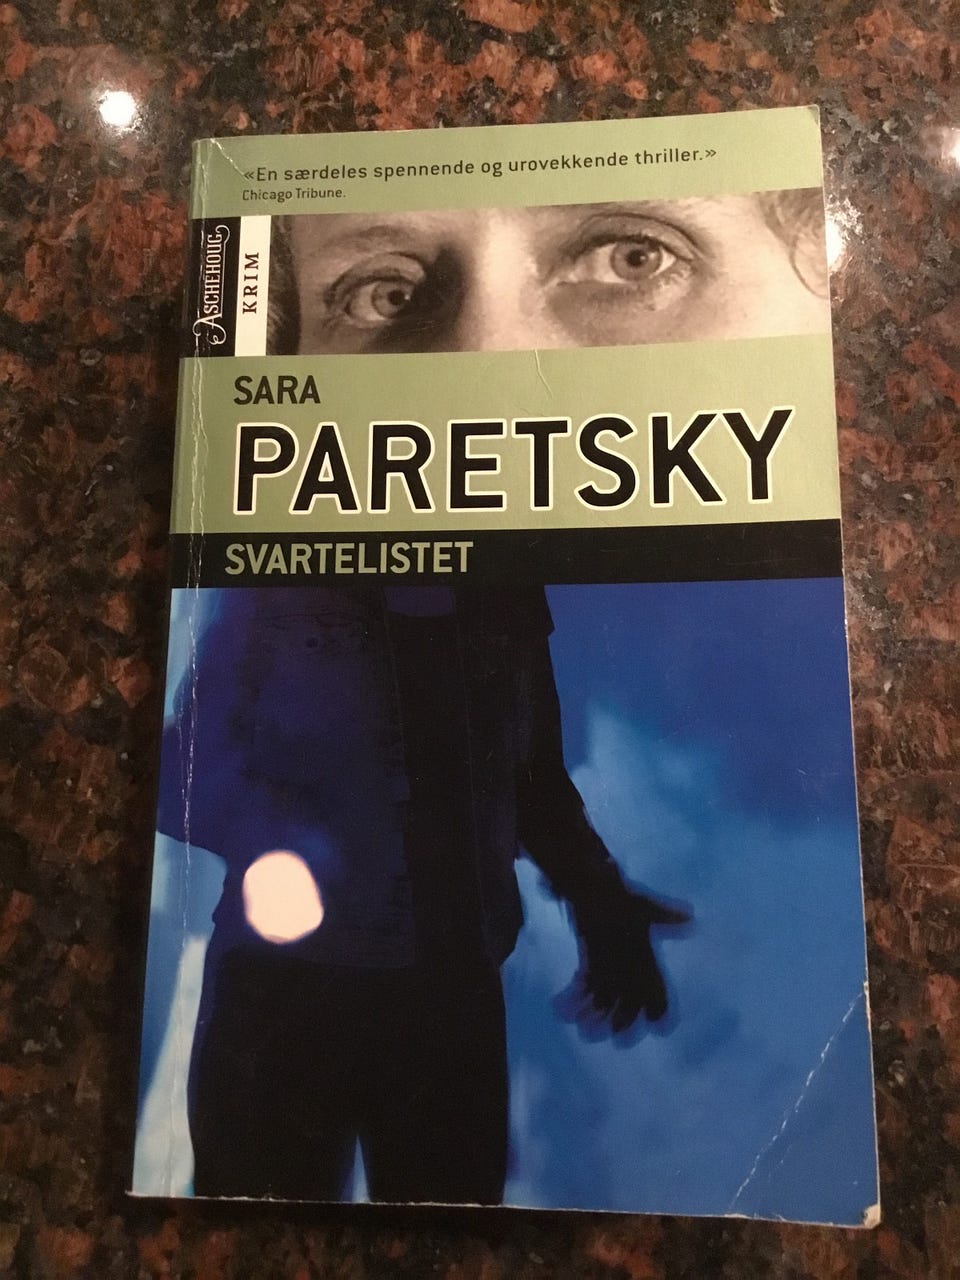 «En særdeles spennende og urovekkende thriller.»
Chicago Tribune.
ASCHEHOUG
KRIM
SARA
PARETSKY
SVARTELISTET